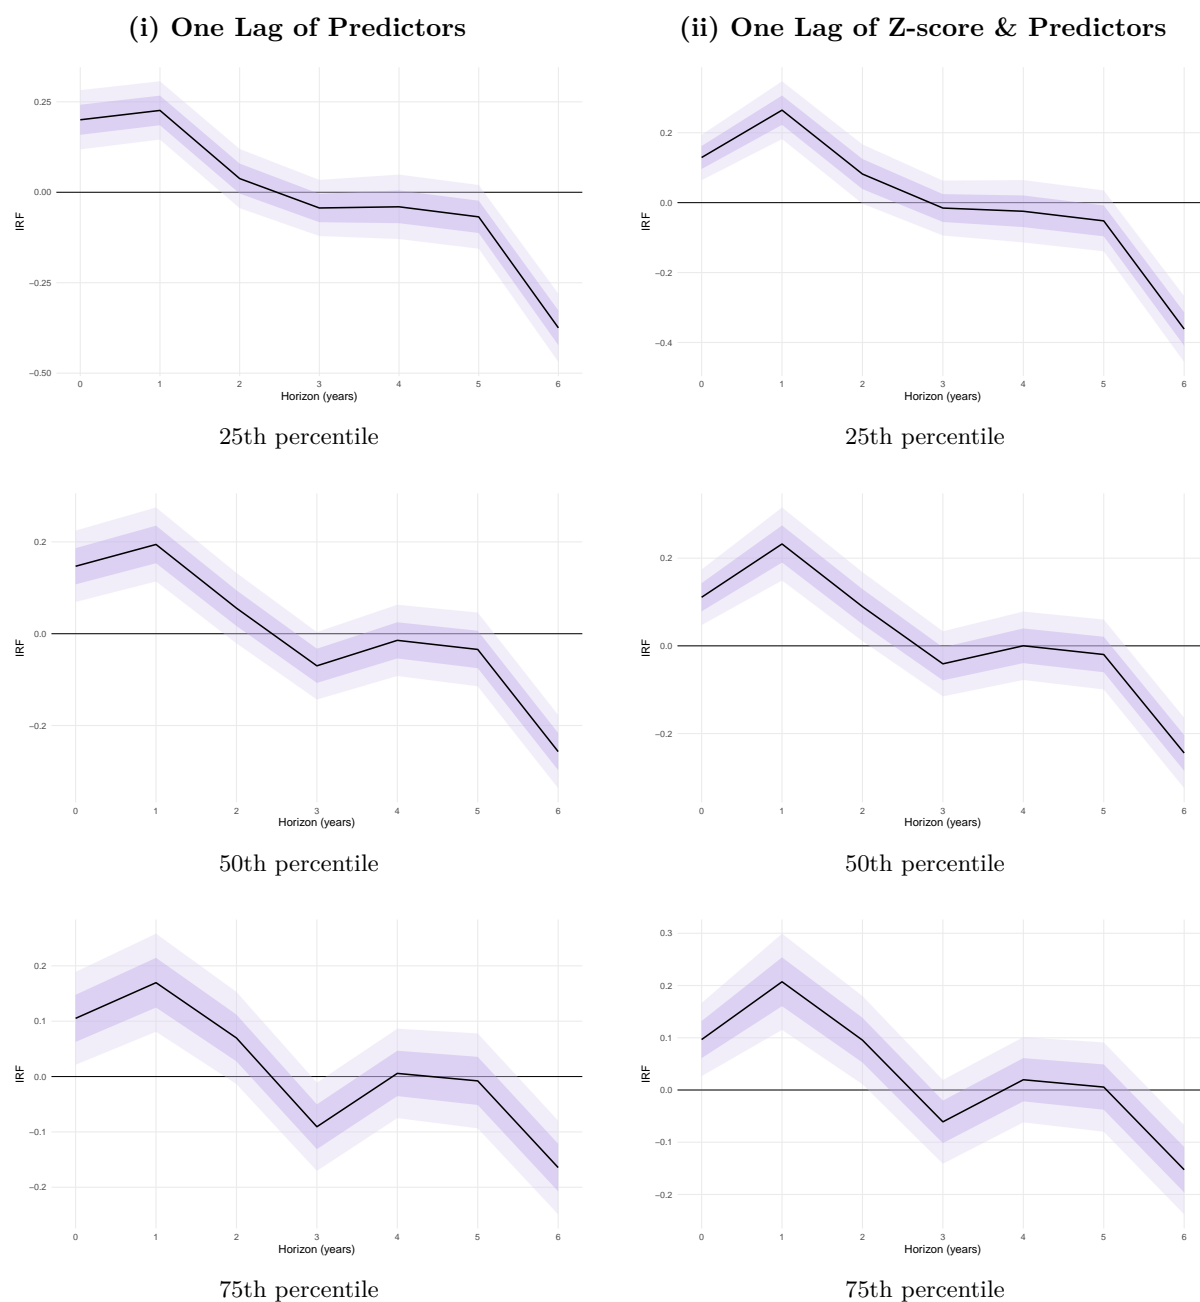 (i) One Lag of Predictors
(ii) One Lag of Z-score & Predictors
0.25
0.00
−0.25
−0.50
IRF
0 1 2 3 4 5 6
Horizon (years)
25th percentile
0.2
0.0
−0.2
−0.4
IRF
0 1 2 3 4 5 6
Horizon (years)
25th percentile
0.2
0.0
−0.2
IRF
0 1 2 3 4 5 6
Horizon (years)
50th percentile
0.2
0.0
−0.2
IRF
0 1 2 3 4 5 6
Horizon (years)
50th percentile
0.2
0.1
0.0
−0.1
−0.2
IRF
0 1 2 3 4 5 6
Horizon (years)
75th percentile
0.3
0.2
0.1
0.0
−0.1
−0.2
IRF
0 1 2 3 4 5 6
Horizon (years)
75th percentile